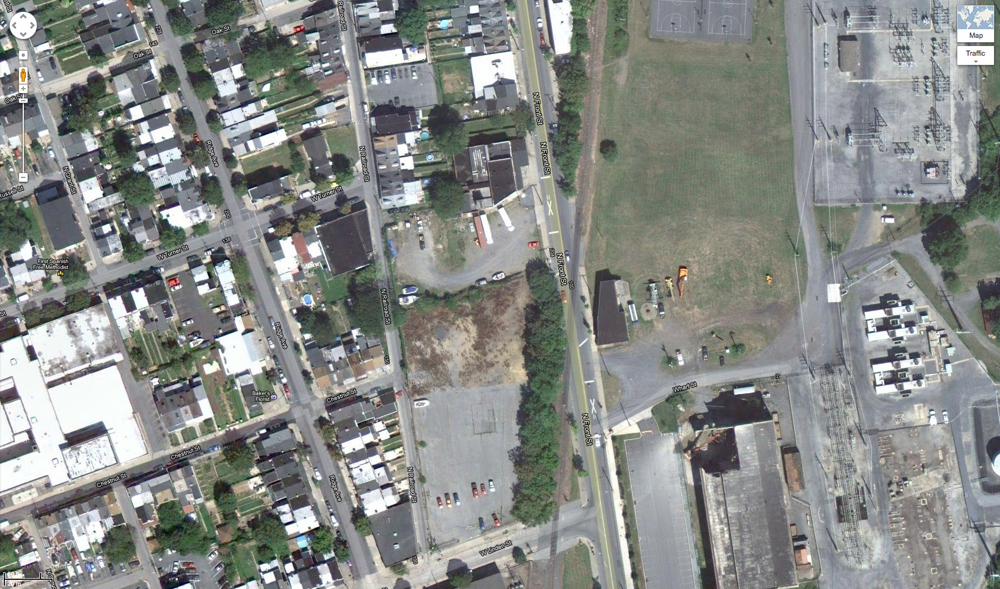 228
Oak St
N Railroad St
145
Oak St
Map
Traffic
Oak St
N Front St
Ridge Ave
N Front St
N Railroad St
N Grant St
Russell St
W Turner St
200
138
W Turner St
204
N Front St
First Spanish
Free Methodist
100
N Railroad St
Ridge Ave
150
2
Wharf St
Baker's
Florist
Chestnut St
N Front St
Chestnut St
Chestnut St
N Railroad St
Ridge Ave
W Linden St
100
20 m